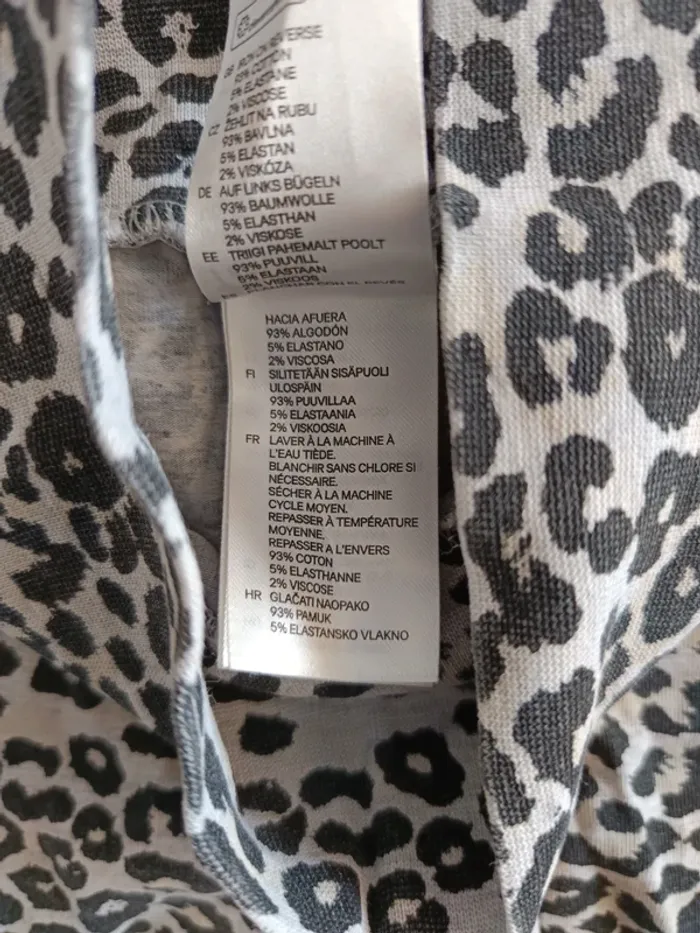 GB IRON ON REVERSE
93% COTTON
5% ELASTANE
2% VISCOSE
CZ ŽEHLIT NA RUBU
93% BAVLNA
5% ELASTAN
2% VISKÓZA
DE AUF LINKS BÜGELN
93% BAUMWOLLE
5% ELASTHAN
2% VISKOSE
EE TRIIGI PAHEMALT POOLT
93% PUUVILL
5% ELASTAAN
2% VISKOOS
HACIA AFUERA
93% ALGODÓN
5% ELASTANO
2% VISCOSA
FI SILITETÄÄN SISÄPUOLI
ULOSPÄIN
93% PUUVILLAA
5% ELASTAANIA
2% VISKOOSIA
FR LAVER À LA MACHINE À
L'EAU TIÈDE.
BLANCHIR SANS CHLORE SI
NÉCESSAIRE.
SÉCHER À LA MACHINE
CYCLE MOYEN.
REPASSER À TEMPÉRATURE
MOYENNE.
REPASSER A L'ENVERS
93% COTON
5% ELASTHANNE
2% VISCOSE
HR GLAČATI NAOPAKO
93% PAMUK
5% ELASTANSKO VLAKNO